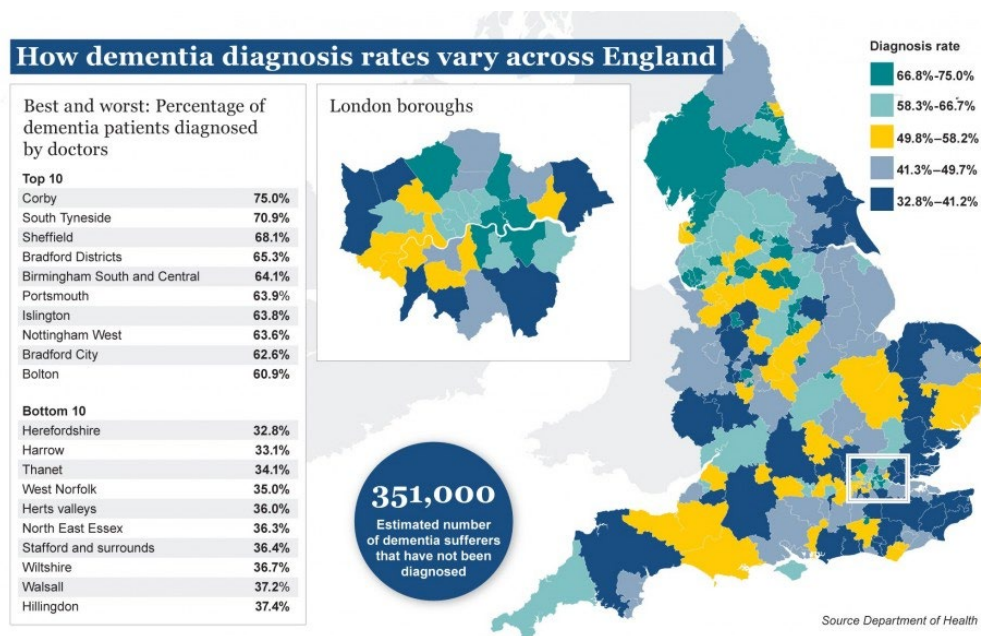 How dementia diagnosis rates vary across England
Best and worst: Percentage of
dementia patients diagnosed
by doctors
Top 10
Corby 75.0%
South Tyneside 70.9%
Sheffield 68.1%
Bradford Districts 65.3%
Birmingham South and Central 64.1%
Portsmouth 63.9%
Islington 63.8%
Nottingham West 63.6%
Bradford City 62.6%
Bolton 60.9%
Bottom 10
Herefordshire 32.8%
Harrow 33.1%
Thanet 34.1%
West Norfolk 35.0%
Herts valleys 36.0%
North East Essex 36.3%
Stafford and surrounds 36.4%
Wiltshire 36.7%
Walsall 37.2%
Hillingdon 37.4%
London boroughs
351,000
Estimated number
of dementia sufferers
that have not been
diagnosed
Diagnosis rate
66.8%-75.0%
58.3%-66.7%
49.8%–58.2%
41.3%–49.7%
32.8%–41.2%
Source Department of Health